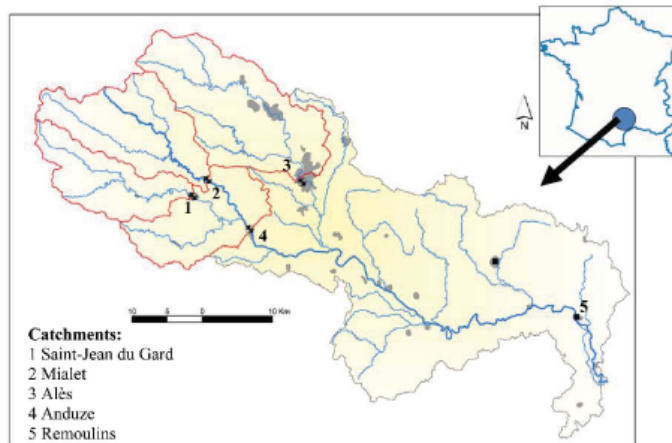 N
3
2
1
4
5
10 5 0 10 Km
Catchments:
1 Saint-Jean du Gard
2 Mialet
3 Alès
4 Anduze
5 Remoulins